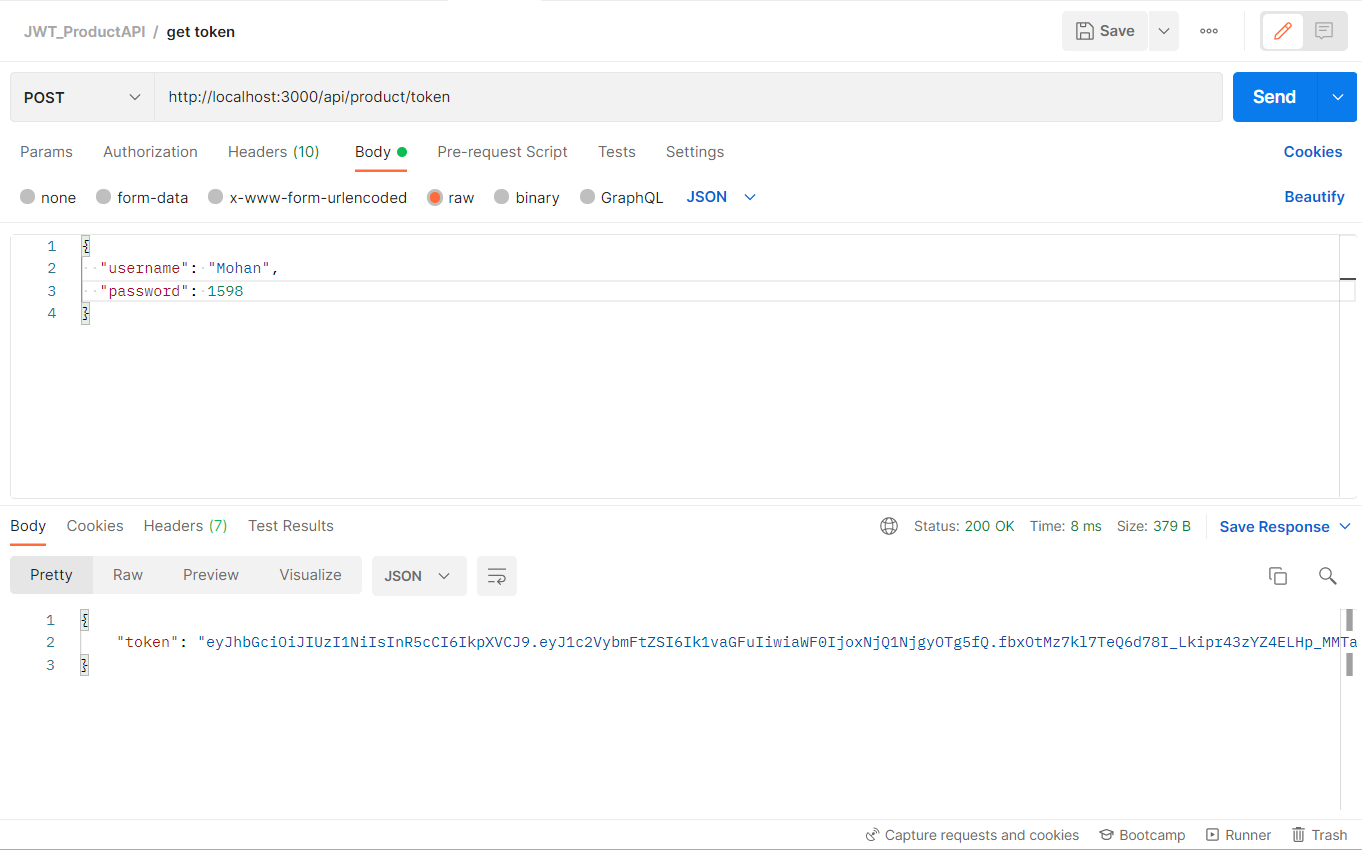 JWT_ProductAPI / get token
Save
POST
http://localhost:3000/api/product/token
Send
Params Authorization Headers (10) Body Pre-request Script Tests Settings Cookies
none form-data x-www-form-urlencoded raw binary GraphQL JSON Beautify
1 {
2 "username": "Mohan",
3 "password": 1598
4 }
Body Cookies Headers (7) Test Results Status: 200 OK Time: 8 ms Size: 379 B Save Response
Pretty Raw Preview Visualize JSON
1 {
2 "token": "eyJhbGciOiJIUzI1NiIsInR5cCI6IkpXVCJ9.eyJ1c2VybmFtZSI6Ik1vaGFuIiwiaWF0IjoxNjQ1NjgyOTg5fQ.fbxOtMz7kl7TeQ6d78I_Lkipr43zYZ4ELHp_MMTa
3 }
Capture requests and cookies Bootcamp Runner Trash